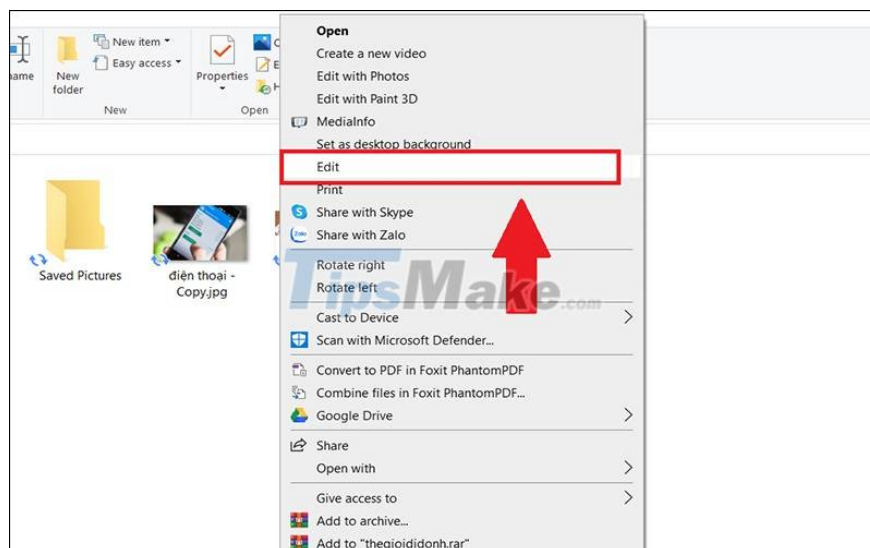 New item
Easy access
ame
New
folder
Properties
New
Open
Open
Create a new video
Edit with Photos
Edit with Paint 3D
MediaInfo
Set as desktop background
Edit
Print
Share with Skype
Zalo
Share with Zalo
Rotate right
Rotate left
TipsMake.com
Cast to Device
Scan with Microsoft Defender...
Convert to PDF in Foxit PhantomPDF
Combine files in Foxit PhantomPDF...
Google Drive
Share
Open with
Give access to
Add to archive...
Add to "thegioididonh.rar"
Saved Pictures
điện thoại -
Copy.jpg